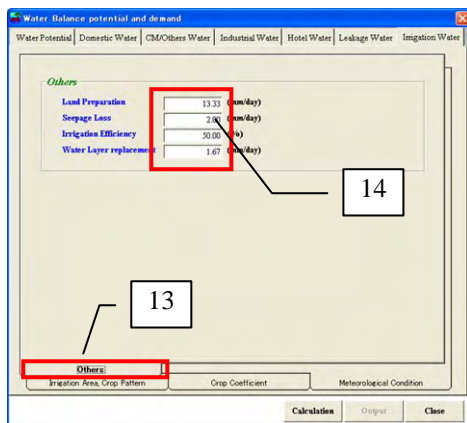 Water Balance potential and demand
Water Potential Domestic Water CM/Others Water Industrial Water Hotel Water Leakage Water Irrigation Water
Others
Land Preparation 13.33 (mm/day)
Seepage Loss 2.00 (mm/day)
Irrigation Efficiency 50.00 (%)
Water Layer replacement 1.67 (mm/day)
14
13
Others
Irrigation Area, Crop Pattern Crop Coefficient Meteorological Condition
Calculation Output Close